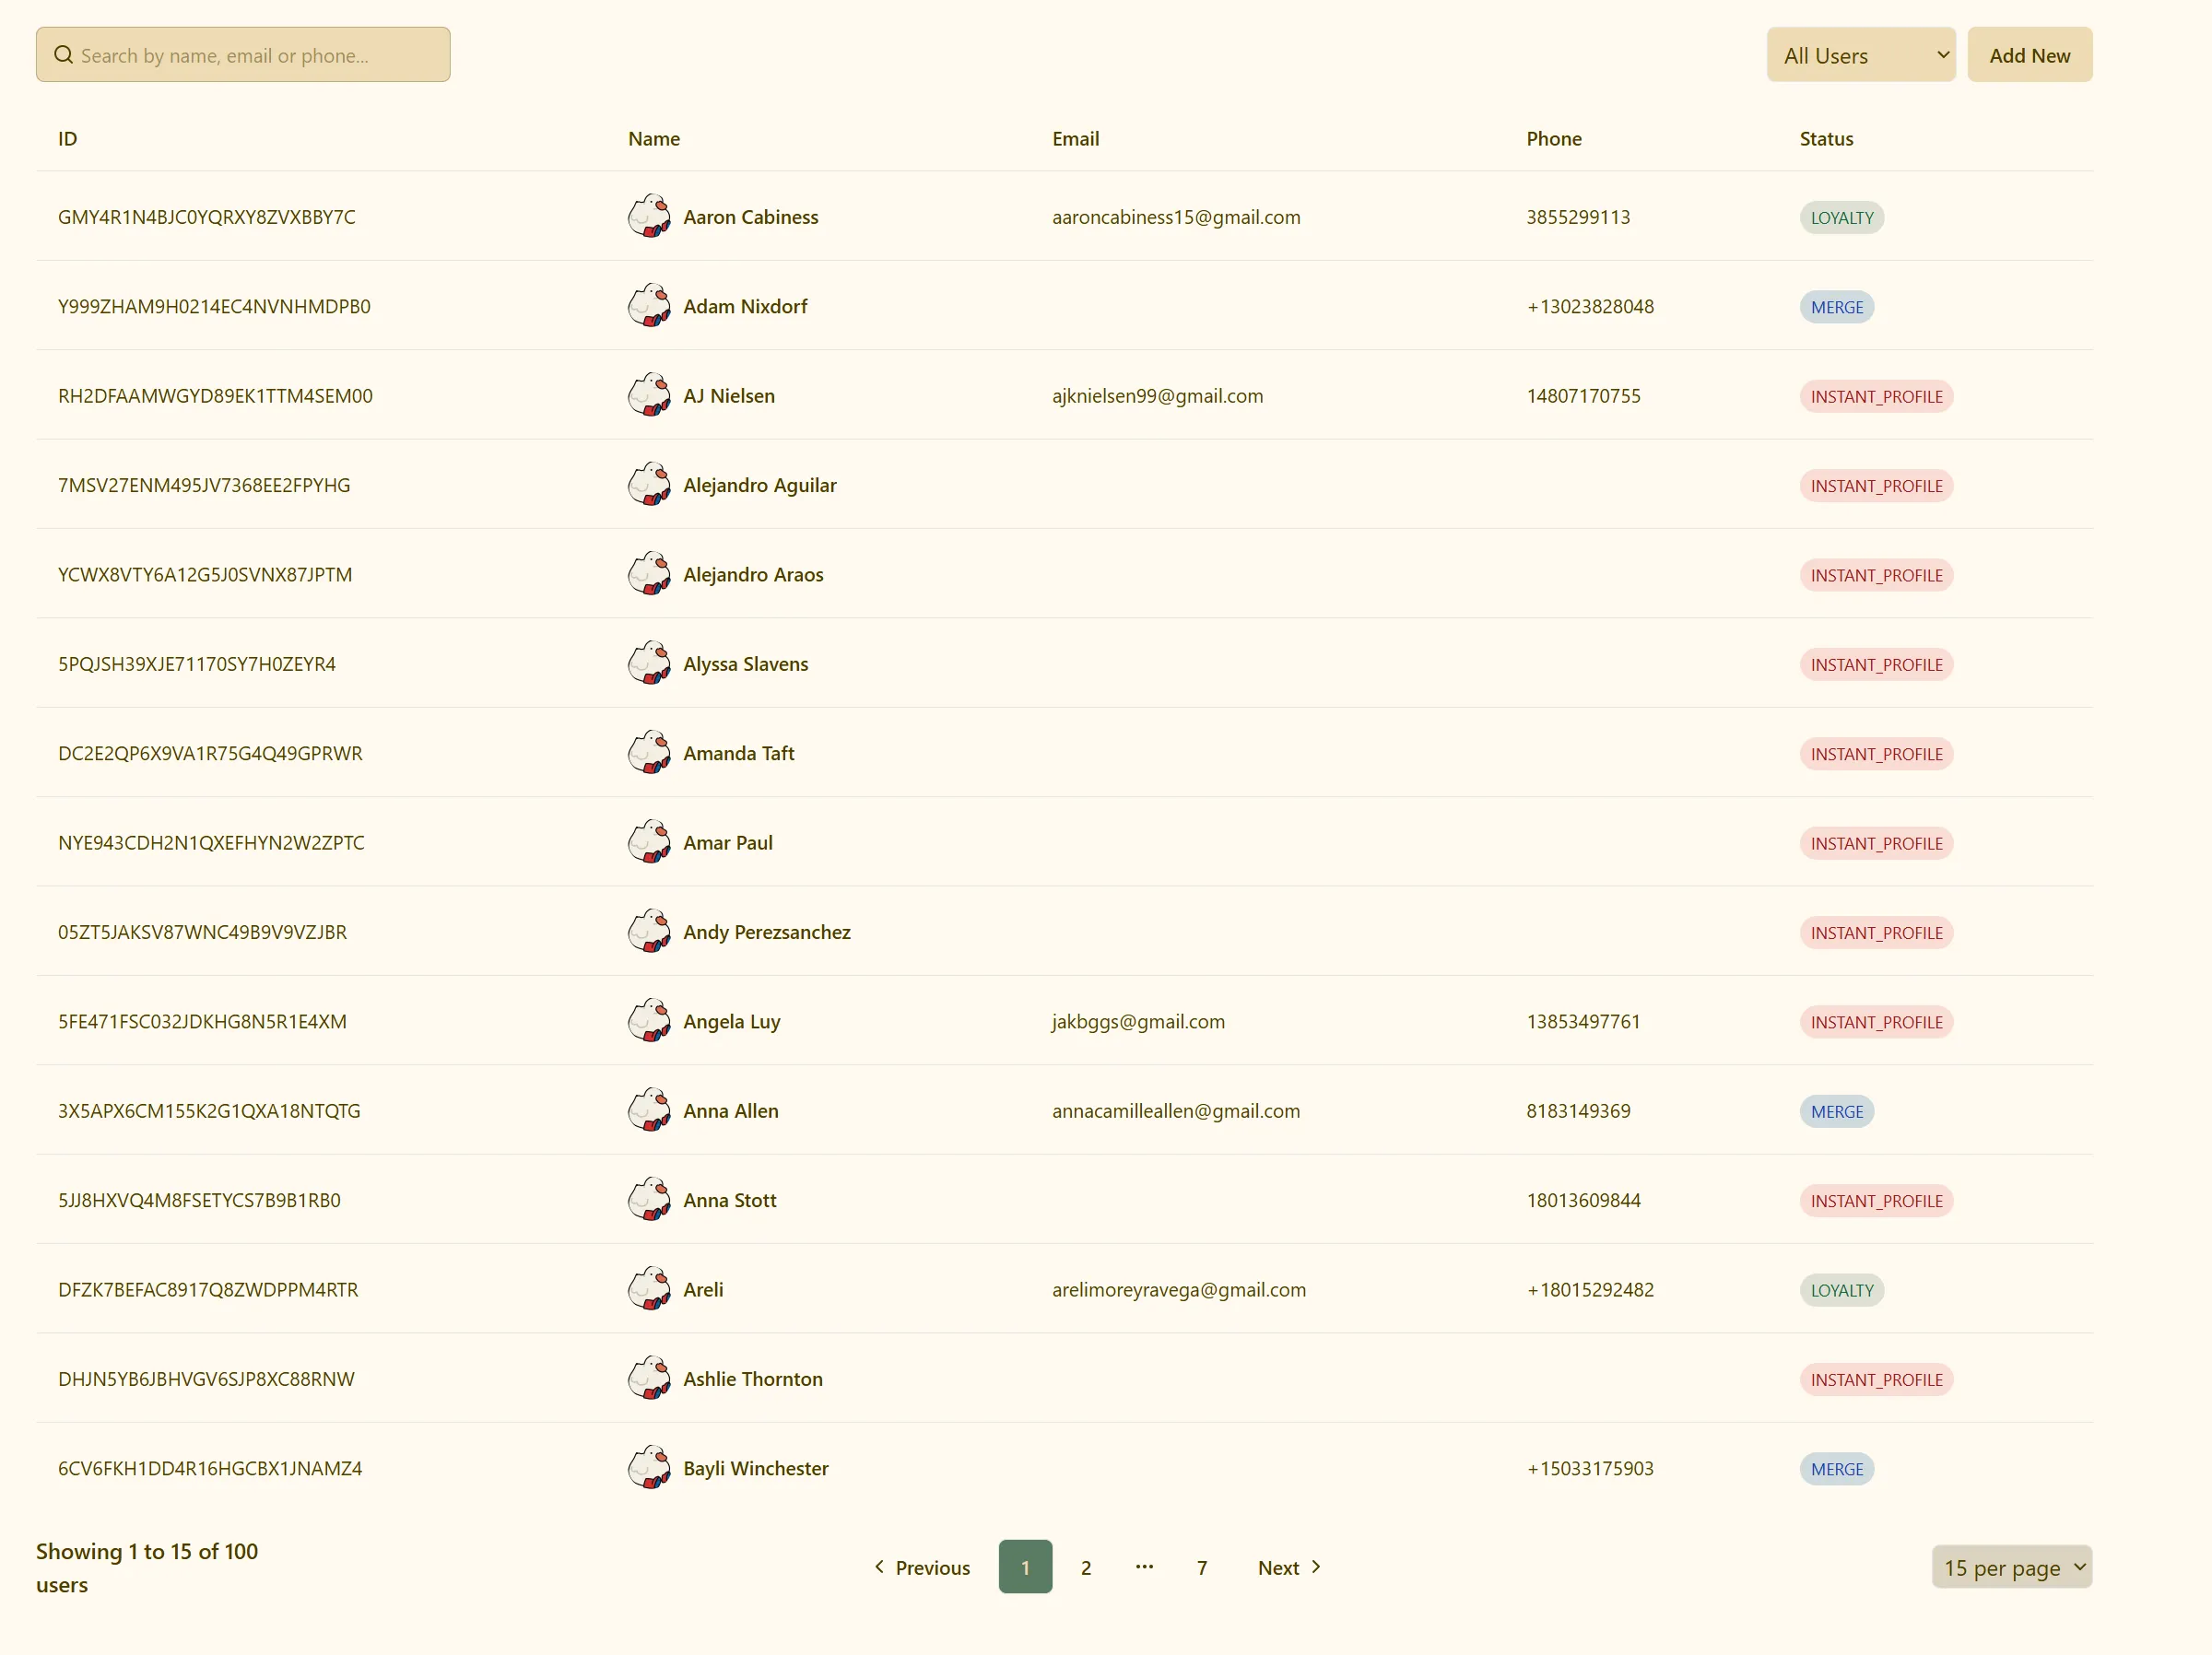 Search by name, email or phone...
All Users
Add New
ID Name Email Phone Status
GMY4R1N4BJC0YQRXY8ZVXBBY7C Aaron Cabiness aaroncabiness15@gmail.com 3855299113 LOYALTY
Y999ZHAM9H0214EC4NVNHMDPB0 Adam Nixdorf +13023828048 MERGE
RH2DFAAMWGYD89EK1TTM4SEM00 AJ Nielsen ajknielsen99@gmail.com 14807170755 INSTANT_PROFILE
7MSV27ENM495JV7368EE2FPYHG Alejandro Aguilar INSTANT_PROFILE
YCWX8VTY6A12G5J0SVNX87JPTM Alejandro Araos INSTANT_PROFILE
5PQJSH39XJE71170SY7H0ZEYR4 Alyssa Slavens INSTANT_PROFILE
DC2E2QP6X9VA1R75G4Q49GPRWR Amanda Taft INSTANT_PROFILE
NYE943CDH2N1QXEFHYN2W2ZPTC Amar Paul INSTANT_PROFILE
05ZT5JAKSV87WNC49B9V9VZJBR Andy Perezsanchez INSTANT_PROFILE
5FE471FSC032JDKHG8N5R1E4XM Angela Luy jakbggs@gmail.com 13853497761 INSTANT_PROFILE
3X5APX6CM155K2G1QXA18NTQTG Anna Allen annacamilleallen@gmail.com 8183149369 MERGE
5JJ8HXVQ4M8FSETYCS7B9B1RB0 Anna Stott 18013609844 INSTANT_PROFILE
DFZK7BEFAC8917Q8ZWDPPM4RTR Areli arelimoreyravega@gmail.com +18015292482 LOYALTY
DHJN5YB6JBHVGV6SJP8XC88RNW Ashlie Thornton INSTANT_PROFILE
6CV6FKH1DD4R16HGCBX1JNAMZ4 Bayli Winchester +15033175903 MERGE
Showing 1 to 15 of 100
users
Previous 1 2 ... 7 Next
15 per page